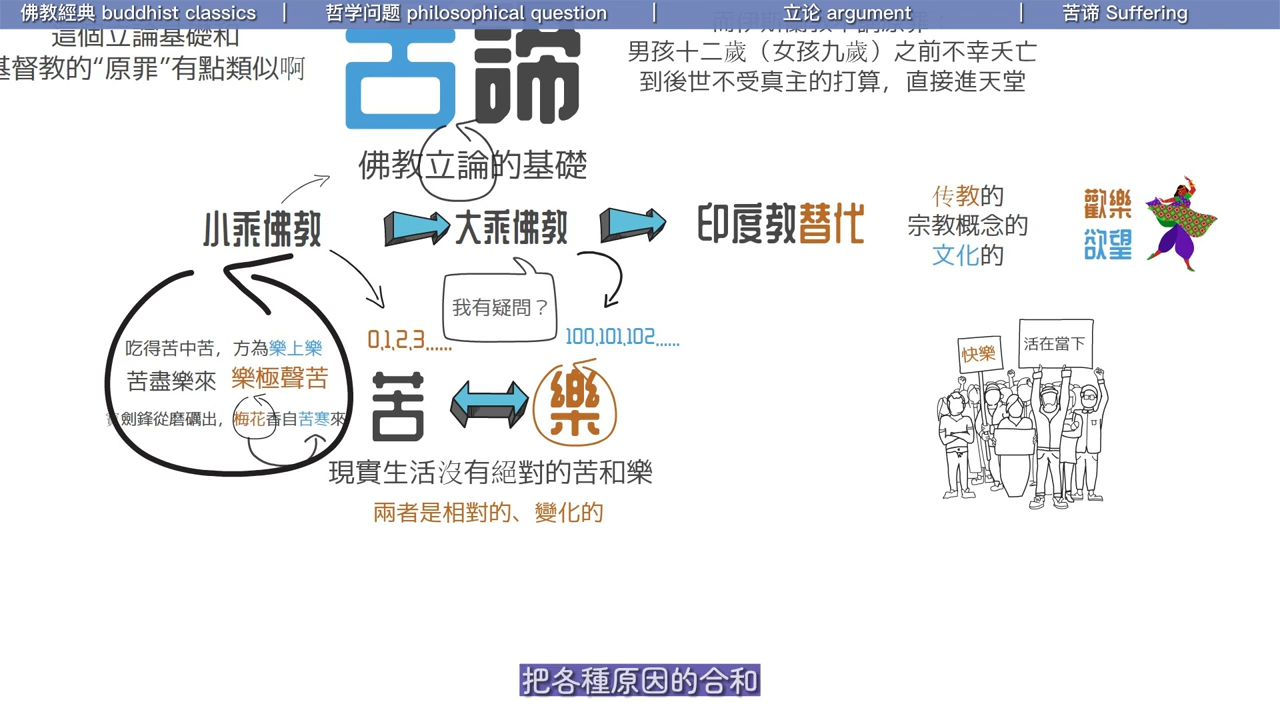 佛教經典 buddhist classics | 哲学问题 philosophical question | 立论 argument | 苦谛 Suffering
這個立論基礎和
基督教的“原罪”有點類似啊
苦諦
男孩十二歲（女孩九歲）之前不幸夭亡
到後世不受真主的打算，直接進天堂
佛教立論的基礎
小乘佛教
大乘佛教
印度教替代
传教的
宗教概念的
文化的
歡樂
欲望
我有疑問？
0,1,2,3......
100,101,102......
吃得苦中苦，方為樂上樂
苦盡樂來 樂極聲苦
劍鋒從磨礪出，梅花香自苦寒來
苦
樂
現實生活沒有絕對的苦和樂
兩者是相對的、變化的
快樂
活在當下
把各種原因的合和